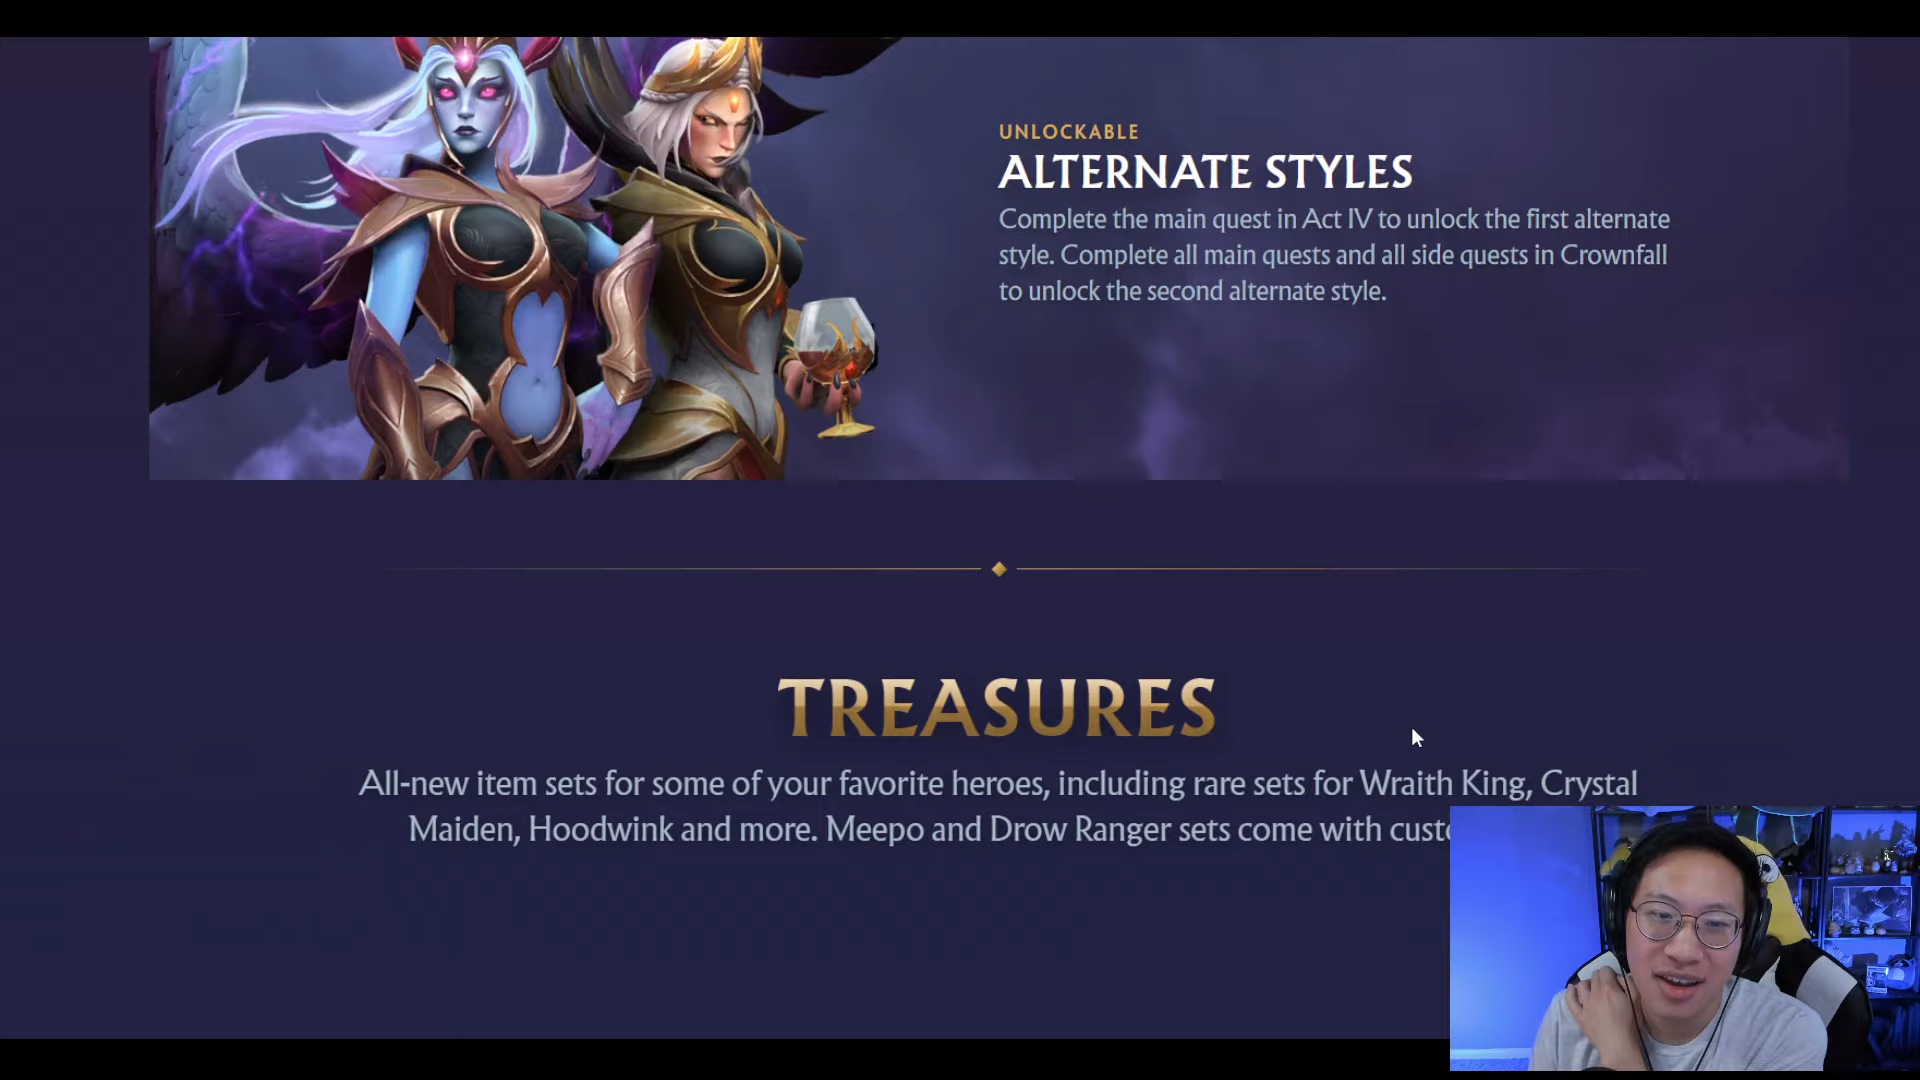 UNLOCKABLE
ALTERNATE STYLES
Complete the main quest in Act IV to unlock the first alternate
style. Complete all main quests and all side quests in Crownfall
to unlock the second alternate style.
TREASURES
All-new item sets for some of your favorite heroes, including rare sets for Wraith King, Crystal
Maiden, Hoodwink and more. Meepo and Drow Ranger sets come with